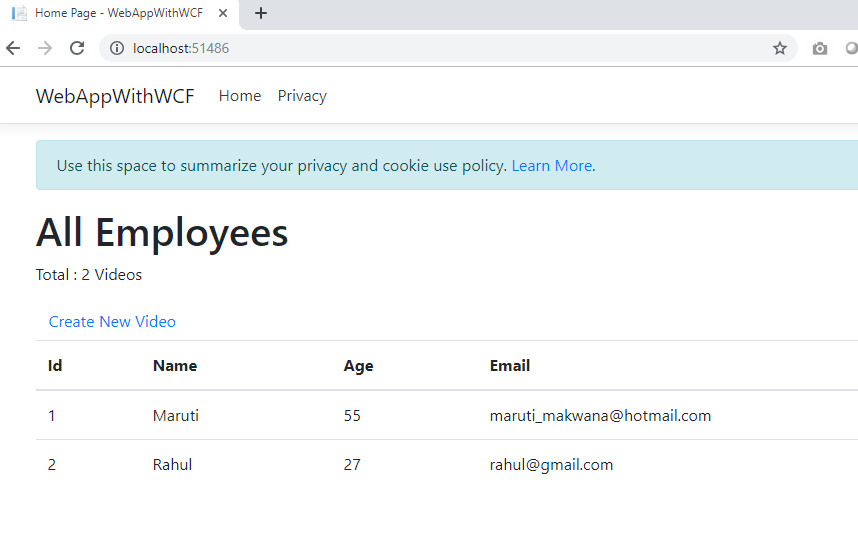 Home Page - WebAppWithWCF
localhost:51486
WebAppWithWCF Home Privacy
Use this space to summarize your privacy and cookie use policy. Learn More.
All Employees
Total : 2 Videos
Create New Video
Id Name Age Email
1 Maruti 55 maruti_makwana@hotmail.com
2 Rahul 27 rahul@gmail.com